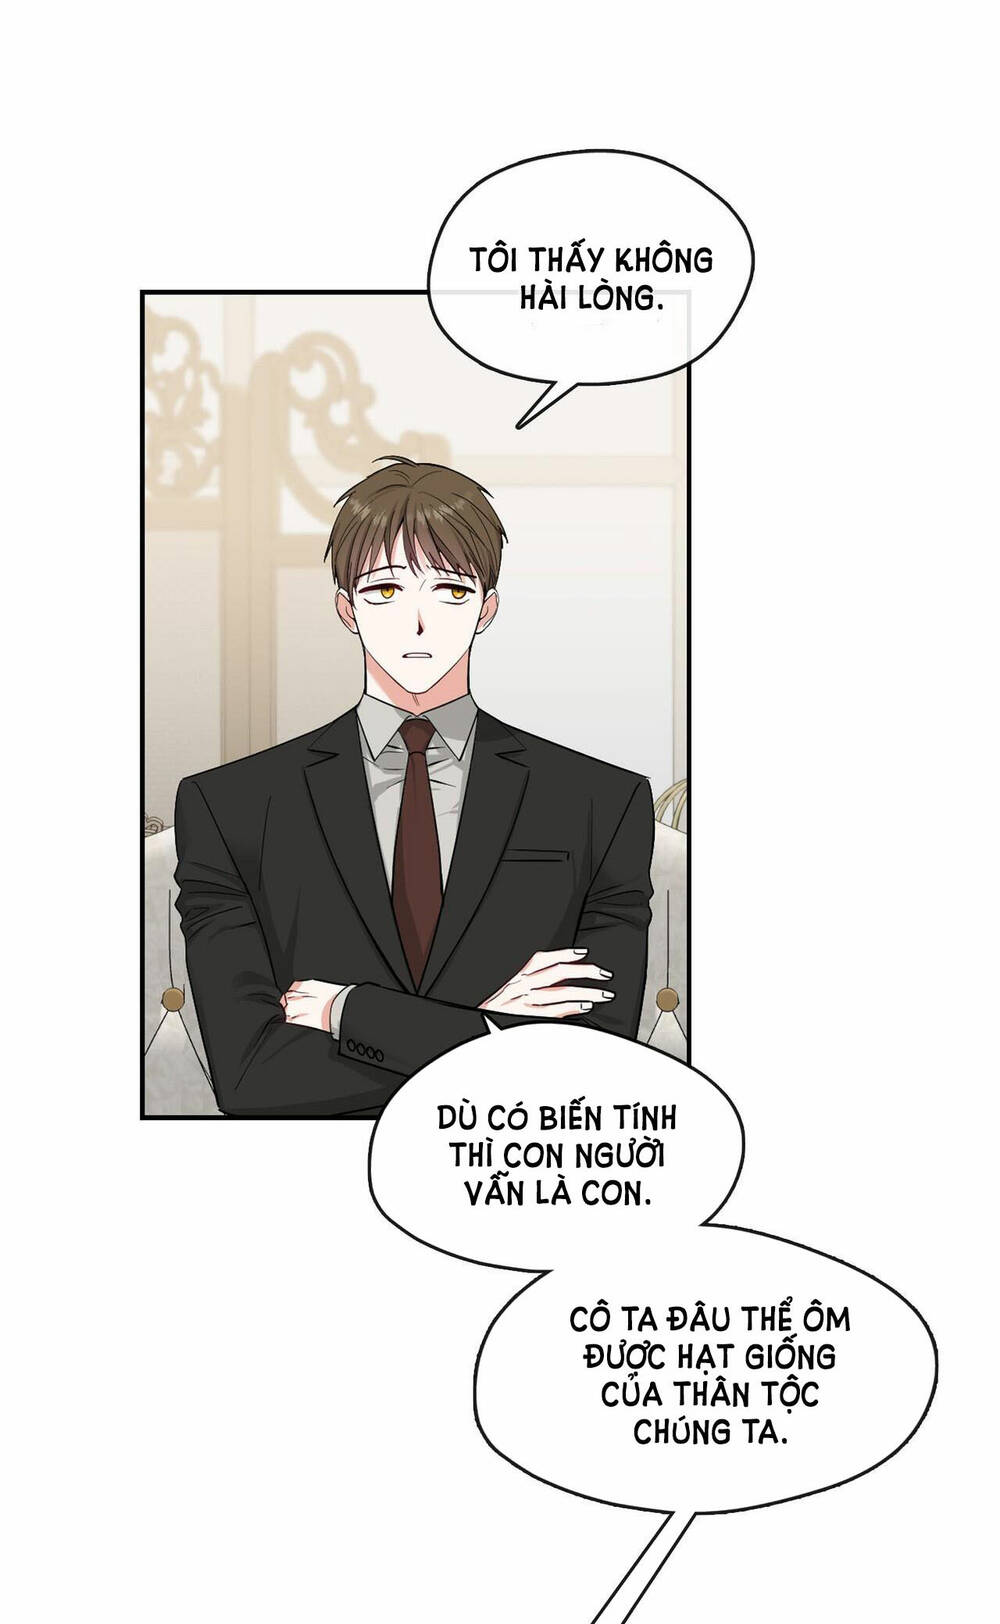 TÔI THẤY KHÔNG
HÀI LÒNG.
DÙ CÓ BIẾN TÍNH
THÌ CON NGƯỜI
VẪN LÀ CON.
CÔ TA ĐÂU THỂ ÔM
ĐƯỢC HẠT GIỐNG
CỦA THÂN TỘC
CHÚNG TA.